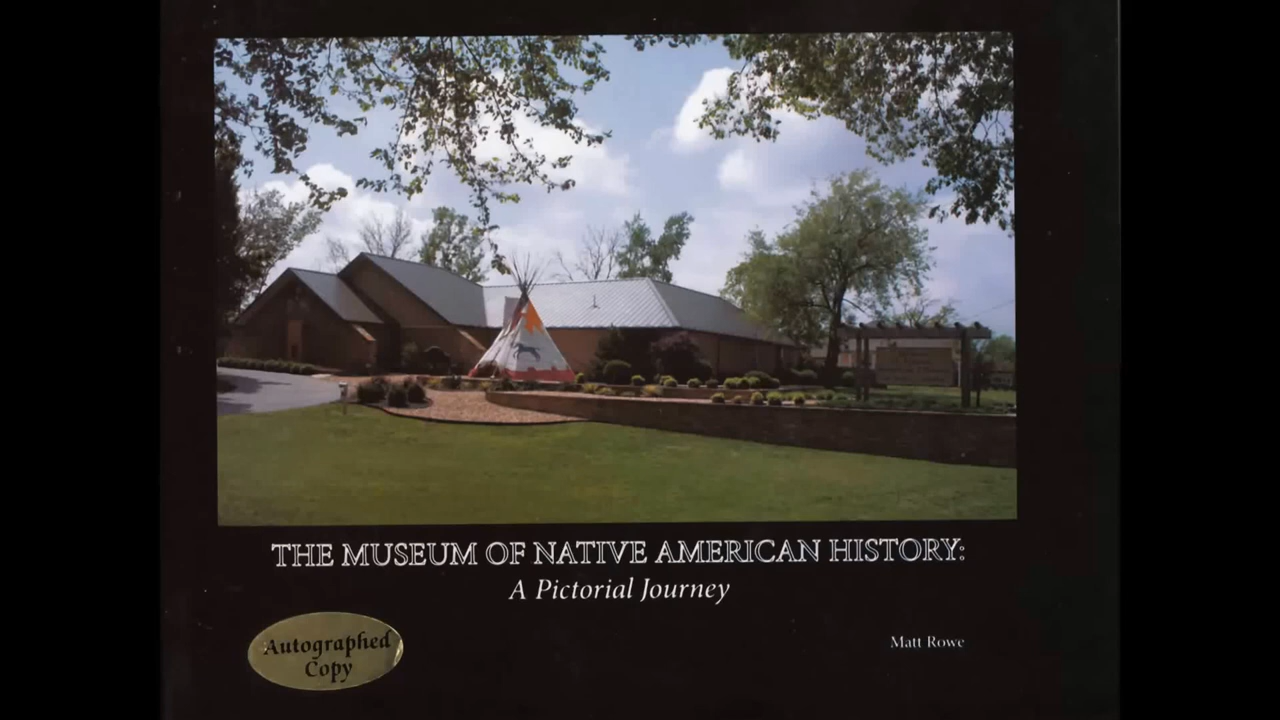 THE MUSEUM OF NATIVE AMERICAN HISTORY:
A Pictorial Journey
Autographed
Copy
Matt Rowe